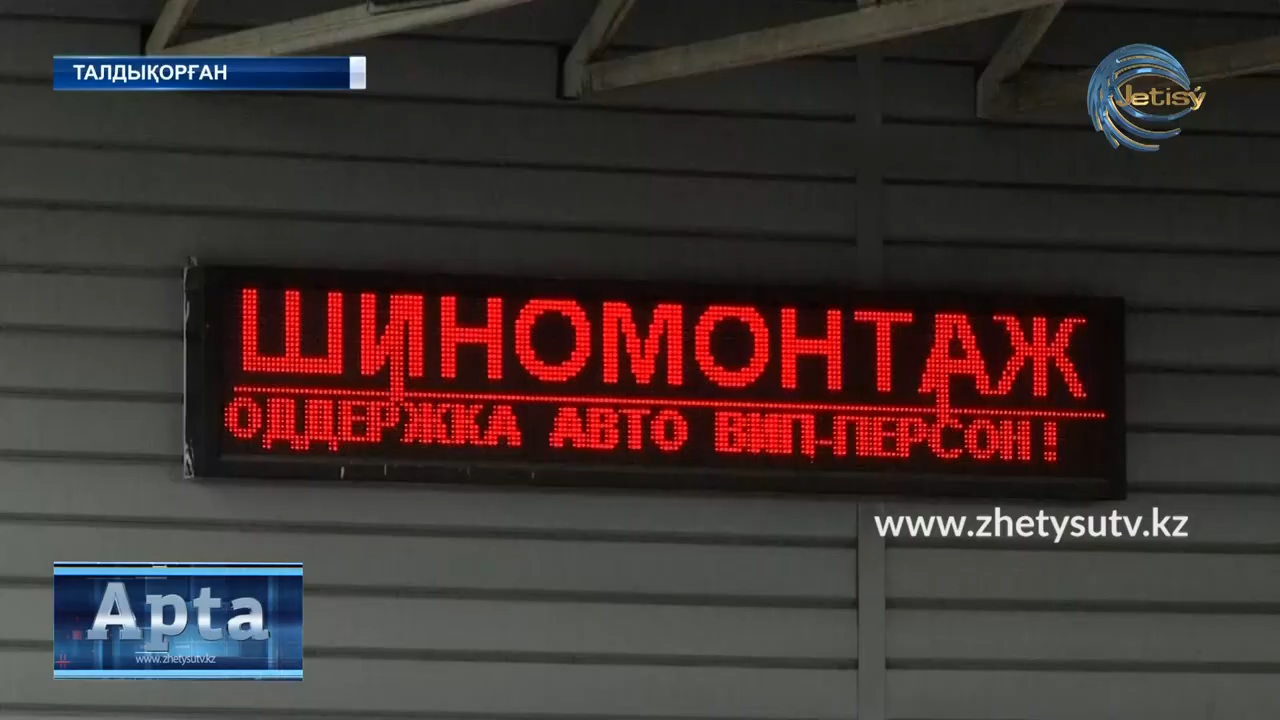 ТАЛДЫҚОРҒАН
Jetisý
ШИНОМОНТАЖ
ОДДЕРЖКА АВТО ВИП-ПЕРСОН!
www.zhetysutv.kz
Apta
www.zhetysutv.kz